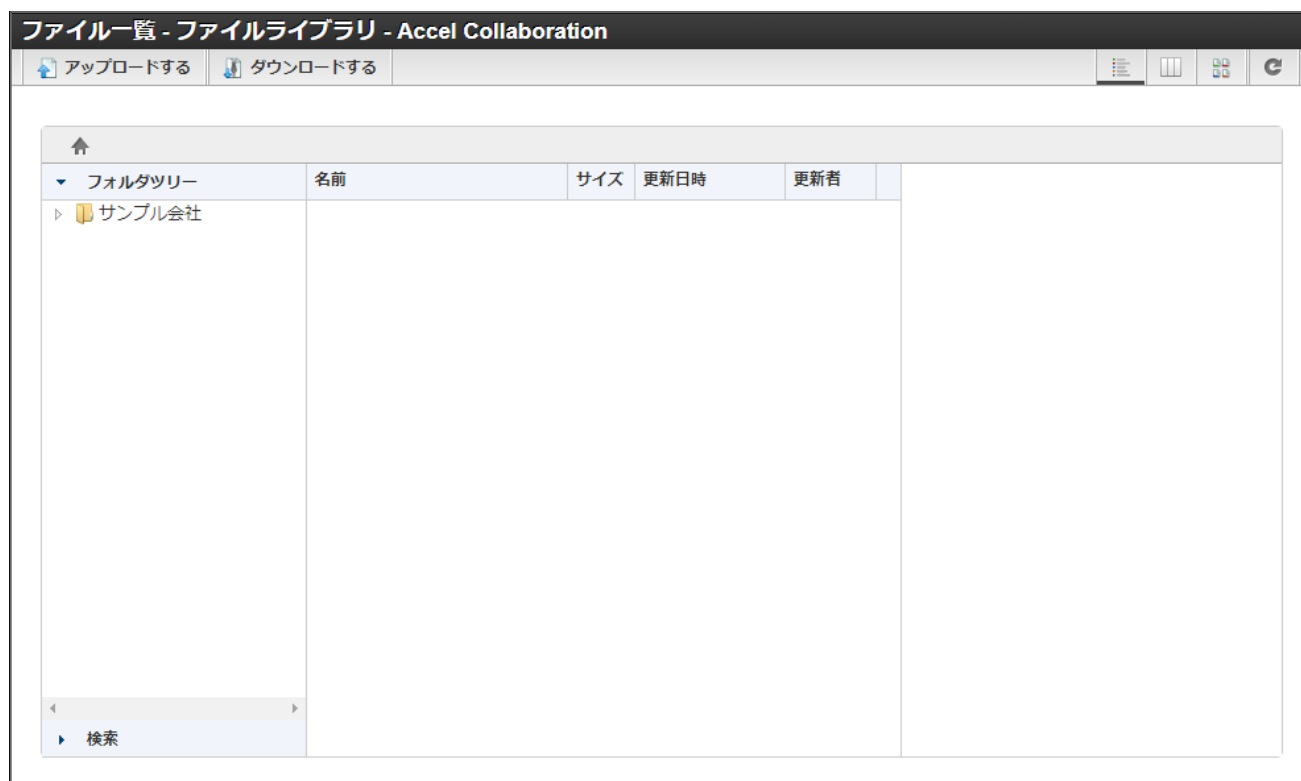 ファイル一覧 - ファイルライブラリ - Accel Collaboration
アップロードする ダウンロードする
フォルダツリー 名前 サイズ 更新日時 更新者
サンプル会社
検索